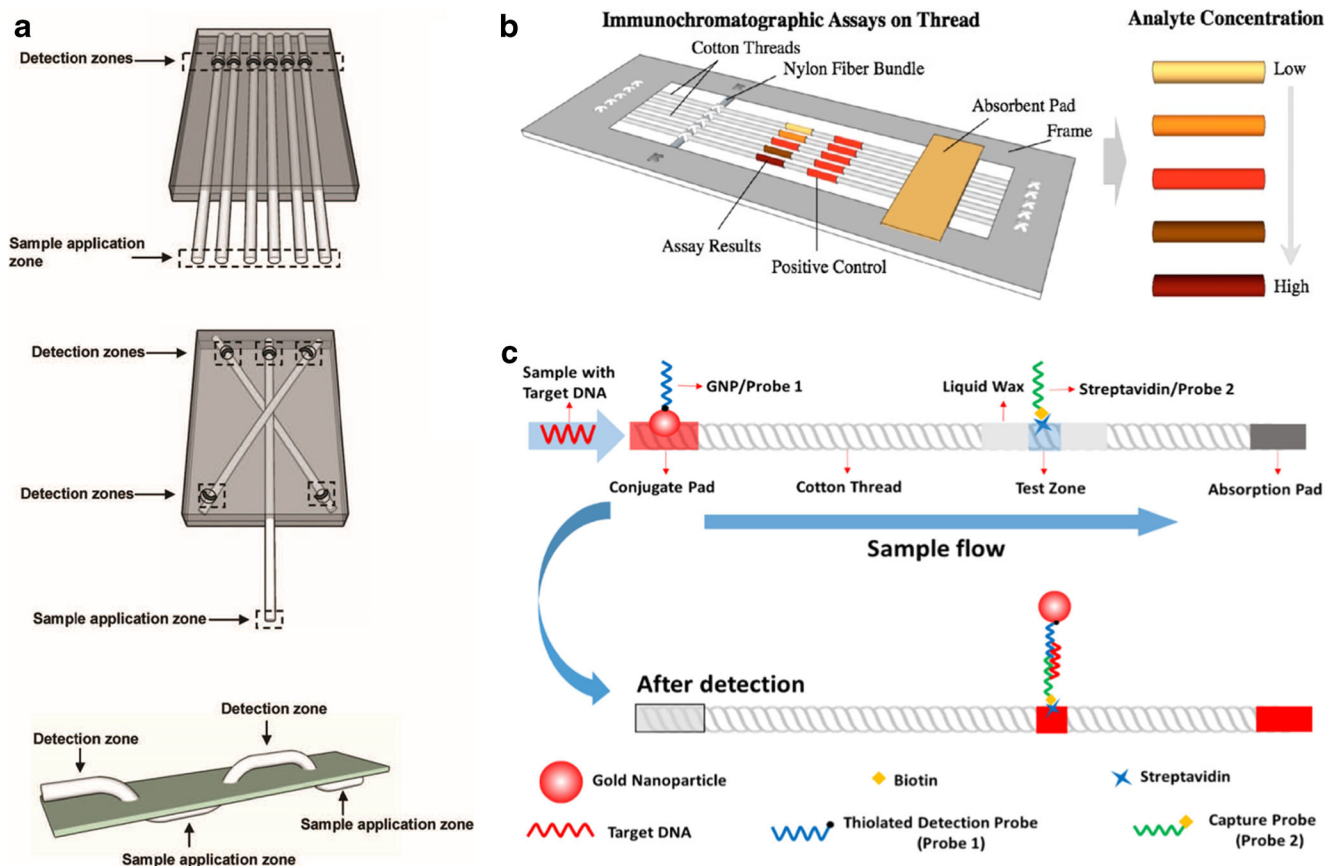 a
Detection zones
Sample application
zone
Detection zones
Detection zones
Sample application zone
Detection zone
Detection zone
Sample application zone
Sample application zone
b
Immunochromatographic Assays on Thread
Cotton Threads
Nylon Fiber Bundle
Absorbent Pad
Frame
Assay Results
Positive Control
Analyte Concentration
Low
High
c
Sample with
Target DNA
GNP/Probe 1
Liquid Wax
Streptavidin/Probe 2
Conjugate Pad
Cotton Thread
Test Zone
Absorption Pad
Sample flow
After detection
Gold Nanoparticle
Biotin
Streptavidin
Target DNA
Thiolated Detection Probe
(Probe 1)
Capture Probe
(Probe 2)